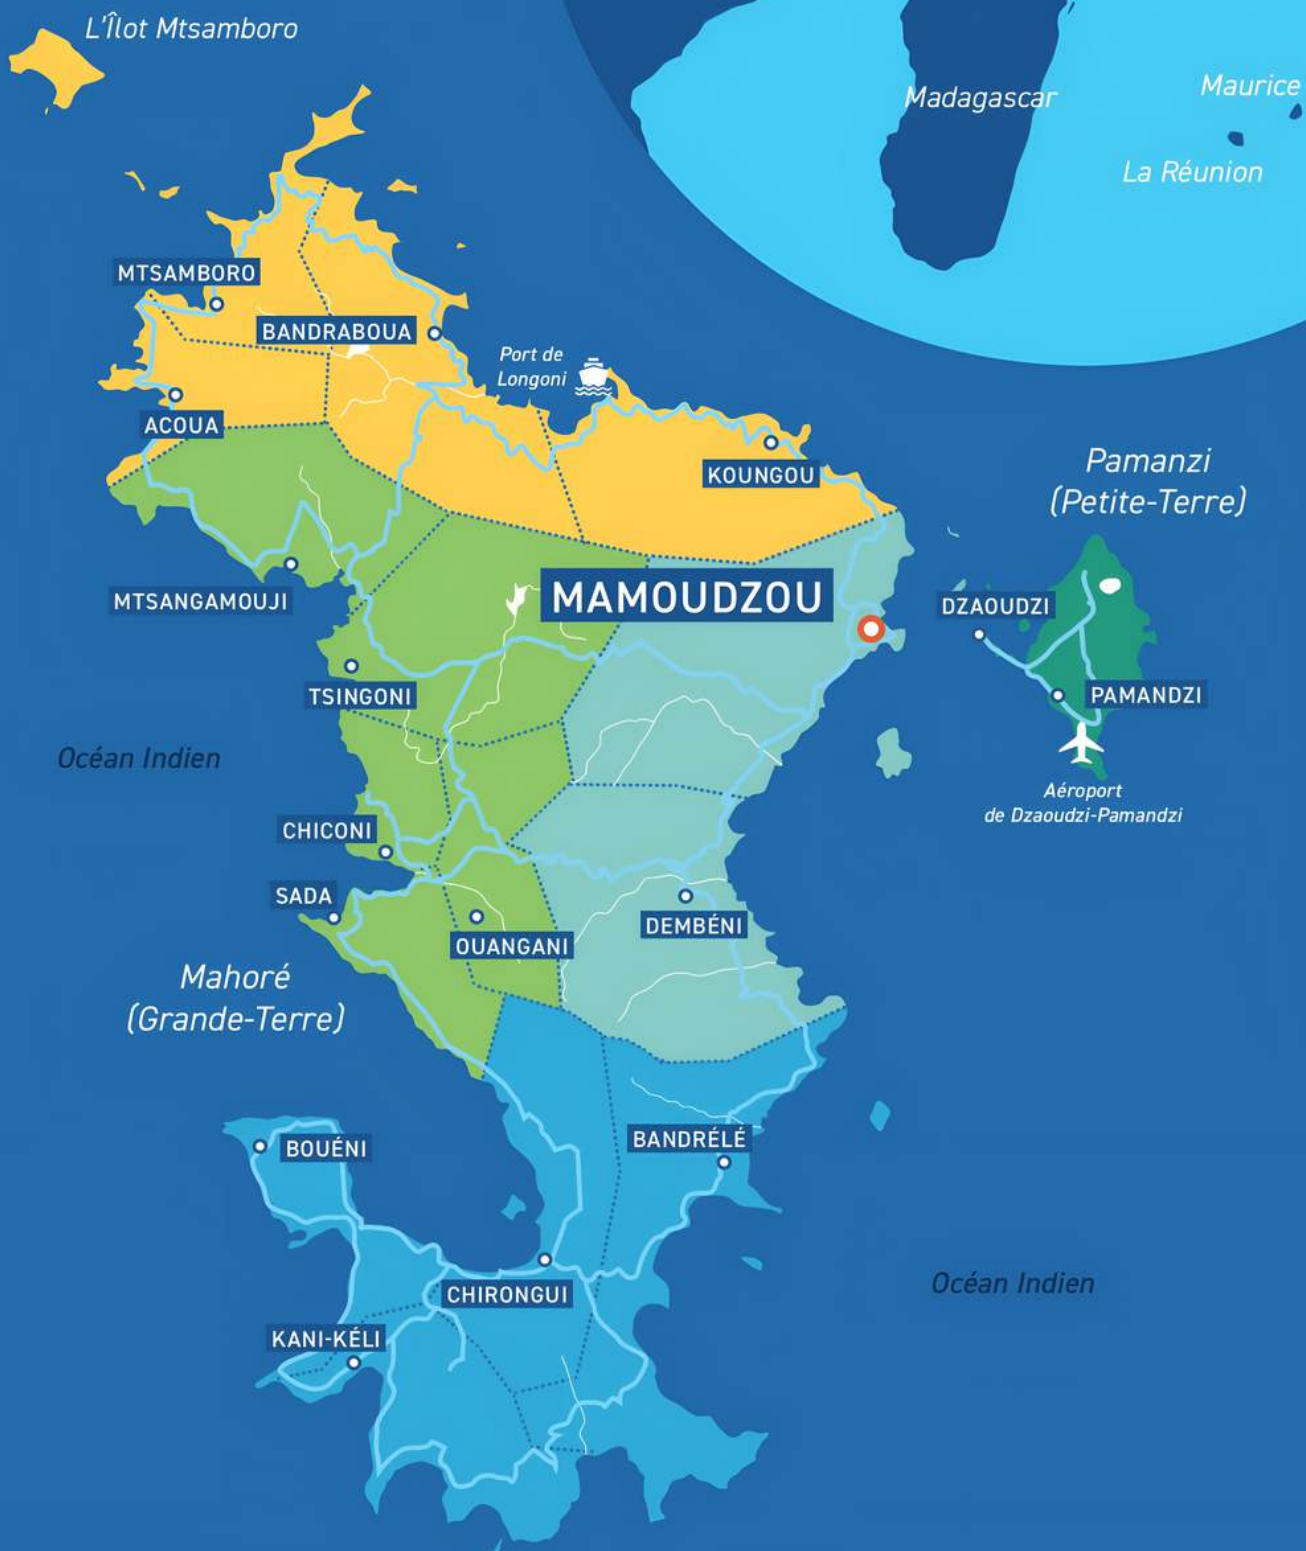 L'Îlot Mtsamboro
Madagascar
Maurice
La Réunion
MTSAMBORO
BANDRABOUA
Port de
Longoni
ACOUA
KOUNGOU
Pamanzi
(Petite-Terre)
MTSANGAMOUJI
MAMOUDZOU
DZAOUDZI
TSINGONI
PAMANDZI
Océan Indien
Aéroport
de Dzaoudzi-Pamandzi
CHICONI
SADA
OUANGANI
DEMBÉNI
Mahoré
(Grande-Terre)
BOUÉNI
BANDRÉLÉ
CHIRONGUI
Océan Indien
KANI-KÉLI